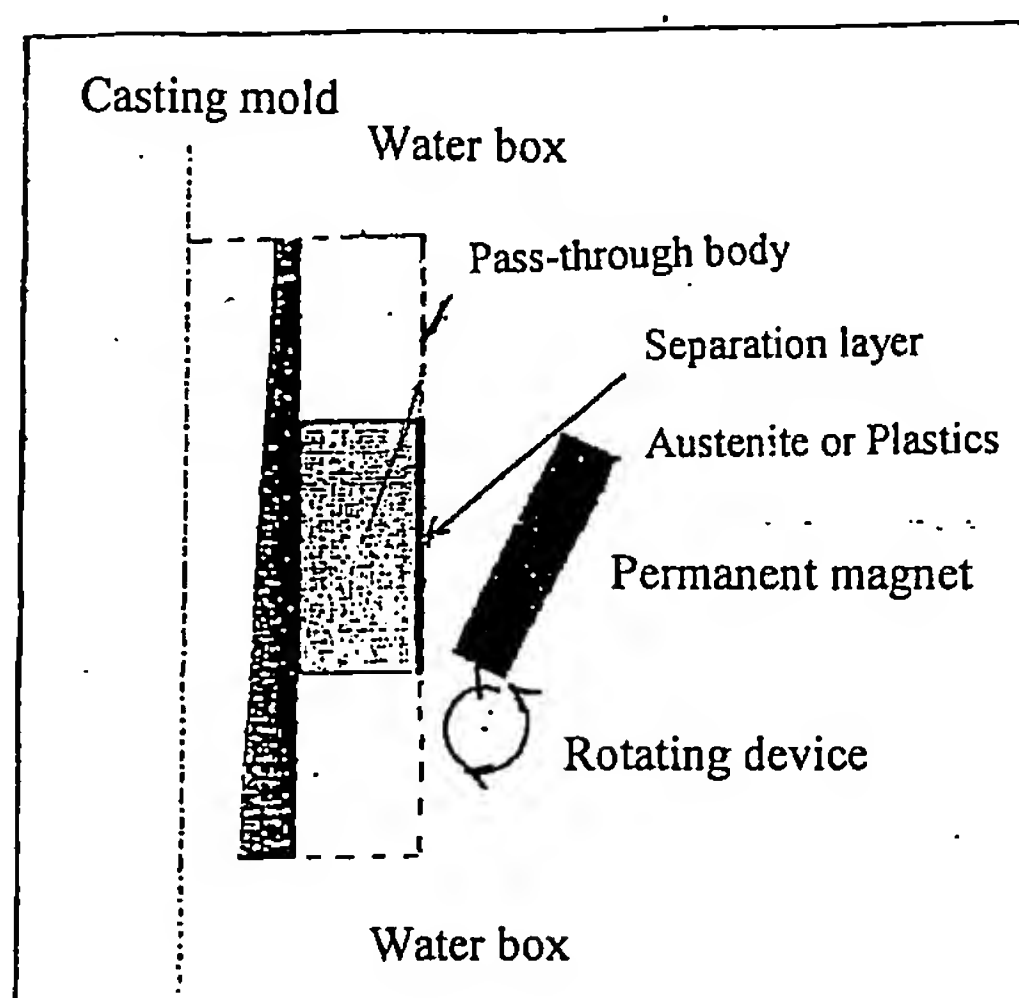 Casting mold
Water box
Pass-through body
Separation layer
Austenite or Plastics
Permanent magnet
Rotating device
Water box